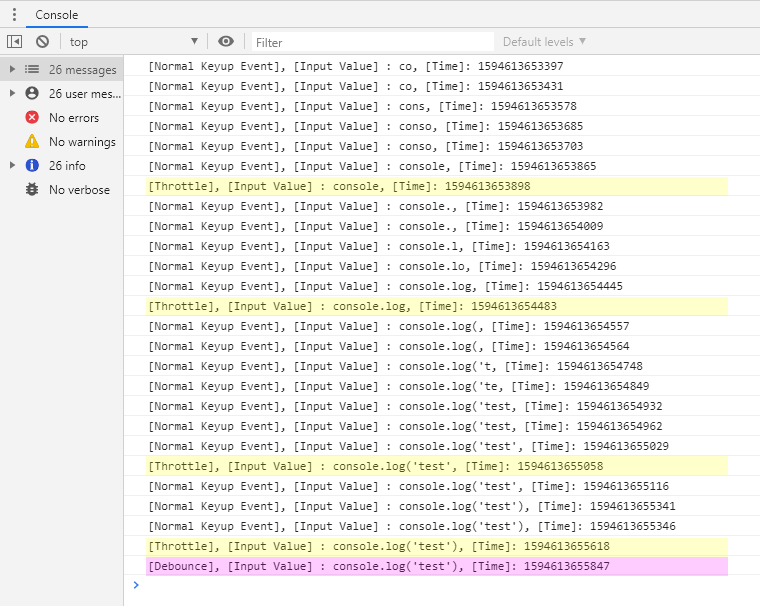 Console
top
Filter
Default levels
26 messages
26 user mes...
No errors
No warnings
26 info
No verbose
[Normal Keyup Event], [Input Value] : co, [Time]: 1594613653397
[Normal Keyup Event], [Input Value] : co, [Time]: 1594613653431
[Normal Keyup Event], [Input Value] : cons, [Time]: 1594613653578
[Normal Keyup Event], [Input Value] : conso, [Time]: 1594613653685
[Normal Keyup Event], [Input Value] : conso, [Time]: 1594613653703
[Normal Keyup Event], [Input Value] : console, [Time]: 1594613653865
[Throttle], [Input Value] : console, [Time]: 1594613653898
[Normal Keyup Event], [Input Value] : console., [Time]: 1594613653982
[Normal Keyup Event], [Input Value] : console., [Time]: 1594613654009
[Normal Keyup Event], [Input Value] : console.l, [Time]: 1594613654163
[Normal Keyup Event], [Input Value] : console.lo, [Time]: 1594613654296
[Normal Keyup Event], [Input Value] : console.log, [Time]: 1594613654445
[Throttle], [Input Value] : console.log, [Time]: 1594613654483
[Normal Keyup Event], [Input Value] : console.log(, [Time]: 1594613654557
[Normal Keyup Event], [Input Value] : console.log(, [Time]: 1594613654564
[Normal Keyup Event], [Input Value] : console.log('t, [Time]: 1594613654748
[Normal Keyup Event], [Input Value] : console.log('te, [Time]: 1594613654849
[Normal Keyup Event], [Input Value] : console.log('test, [Time]: 1594613654932
[Normal Keyup Event], [Input Value] : console.log('test, [Time]: 1594613654962
[Normal Keyup Event], [Input Value] : console.log('test', [Time]: 1594613655029
[Throttle], [Input Value] : console.log('test', [Time]: 1594613655058
[Normal Keyup Event], [Input Value] : console.log('test', [Time]: 1594613655116
[Normal Keyup Event], [Input Value] : console.log('test'), [Time]: 1594613655341
[Normal Keyup Event], [Input Value] : console.log('test'), [Time]: 1594613655346
[Throttle], [Input Value] : console.log('test'), [Time]: 1594613655618
[Debounce], [Input Value] : console.log('test'), [Time]: 1594613655847